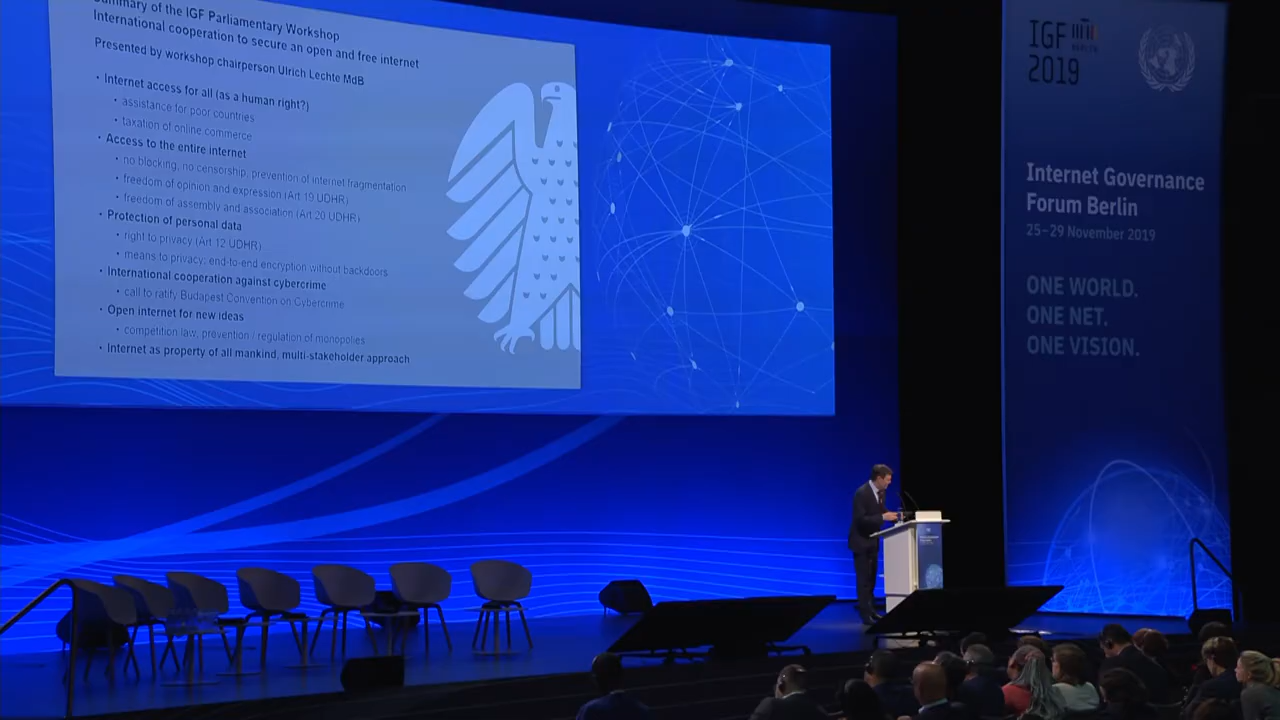 Summary of the IGF Parliamentary Workshop
International cooperation to secure an open and free internet
Presented by workshop chairperson Ulrich Lechte MdB
• Internet access for all (as a human right?)
• assistance for poor countries
• taxation of online commerce
• Access to the entire internet
• no blocking, no censorship, prevention of internet fragmentation
• freedom of opinion and expression (Art 19 UDHR)
• freedom of assembly and association (Art 20 UDHR)
• Protection of personal data
• right to privacy (Art 12 UDHR)
• means to privacy: end-to-end encryption without backdoors
• International cooperation against cybercrime
• call to ratify Budapest Convention on Cybercrime
• Open internet for new ideas
• competition law, prevention / regulation of monopolies
• Internet as property of all mankind, multi-stakeholder approach
IGF
BERLIN
2019
Internet Governance
Forum Berlin
25–29 November 2019
ONE WORLD.
ONE NET.
ONE VISION.